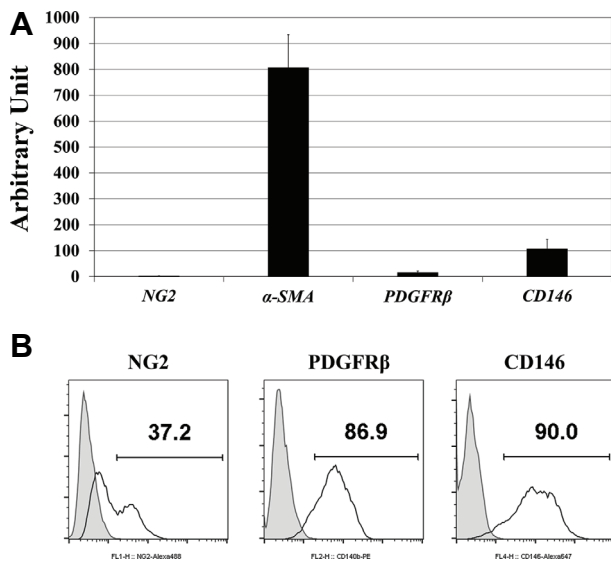 A
Arbitrary Unit
1000
900
800
700
600
500
400
300
200
100
0
NG2 α-SMA PDGFRβ CD146
B
NG2 PDGFRβ CD146
37.2 86.9 90.0
FL1-H :: NG2-Alexa488 FL2-H :: CD140b-PE FL4-H :: CD146-Alexa647